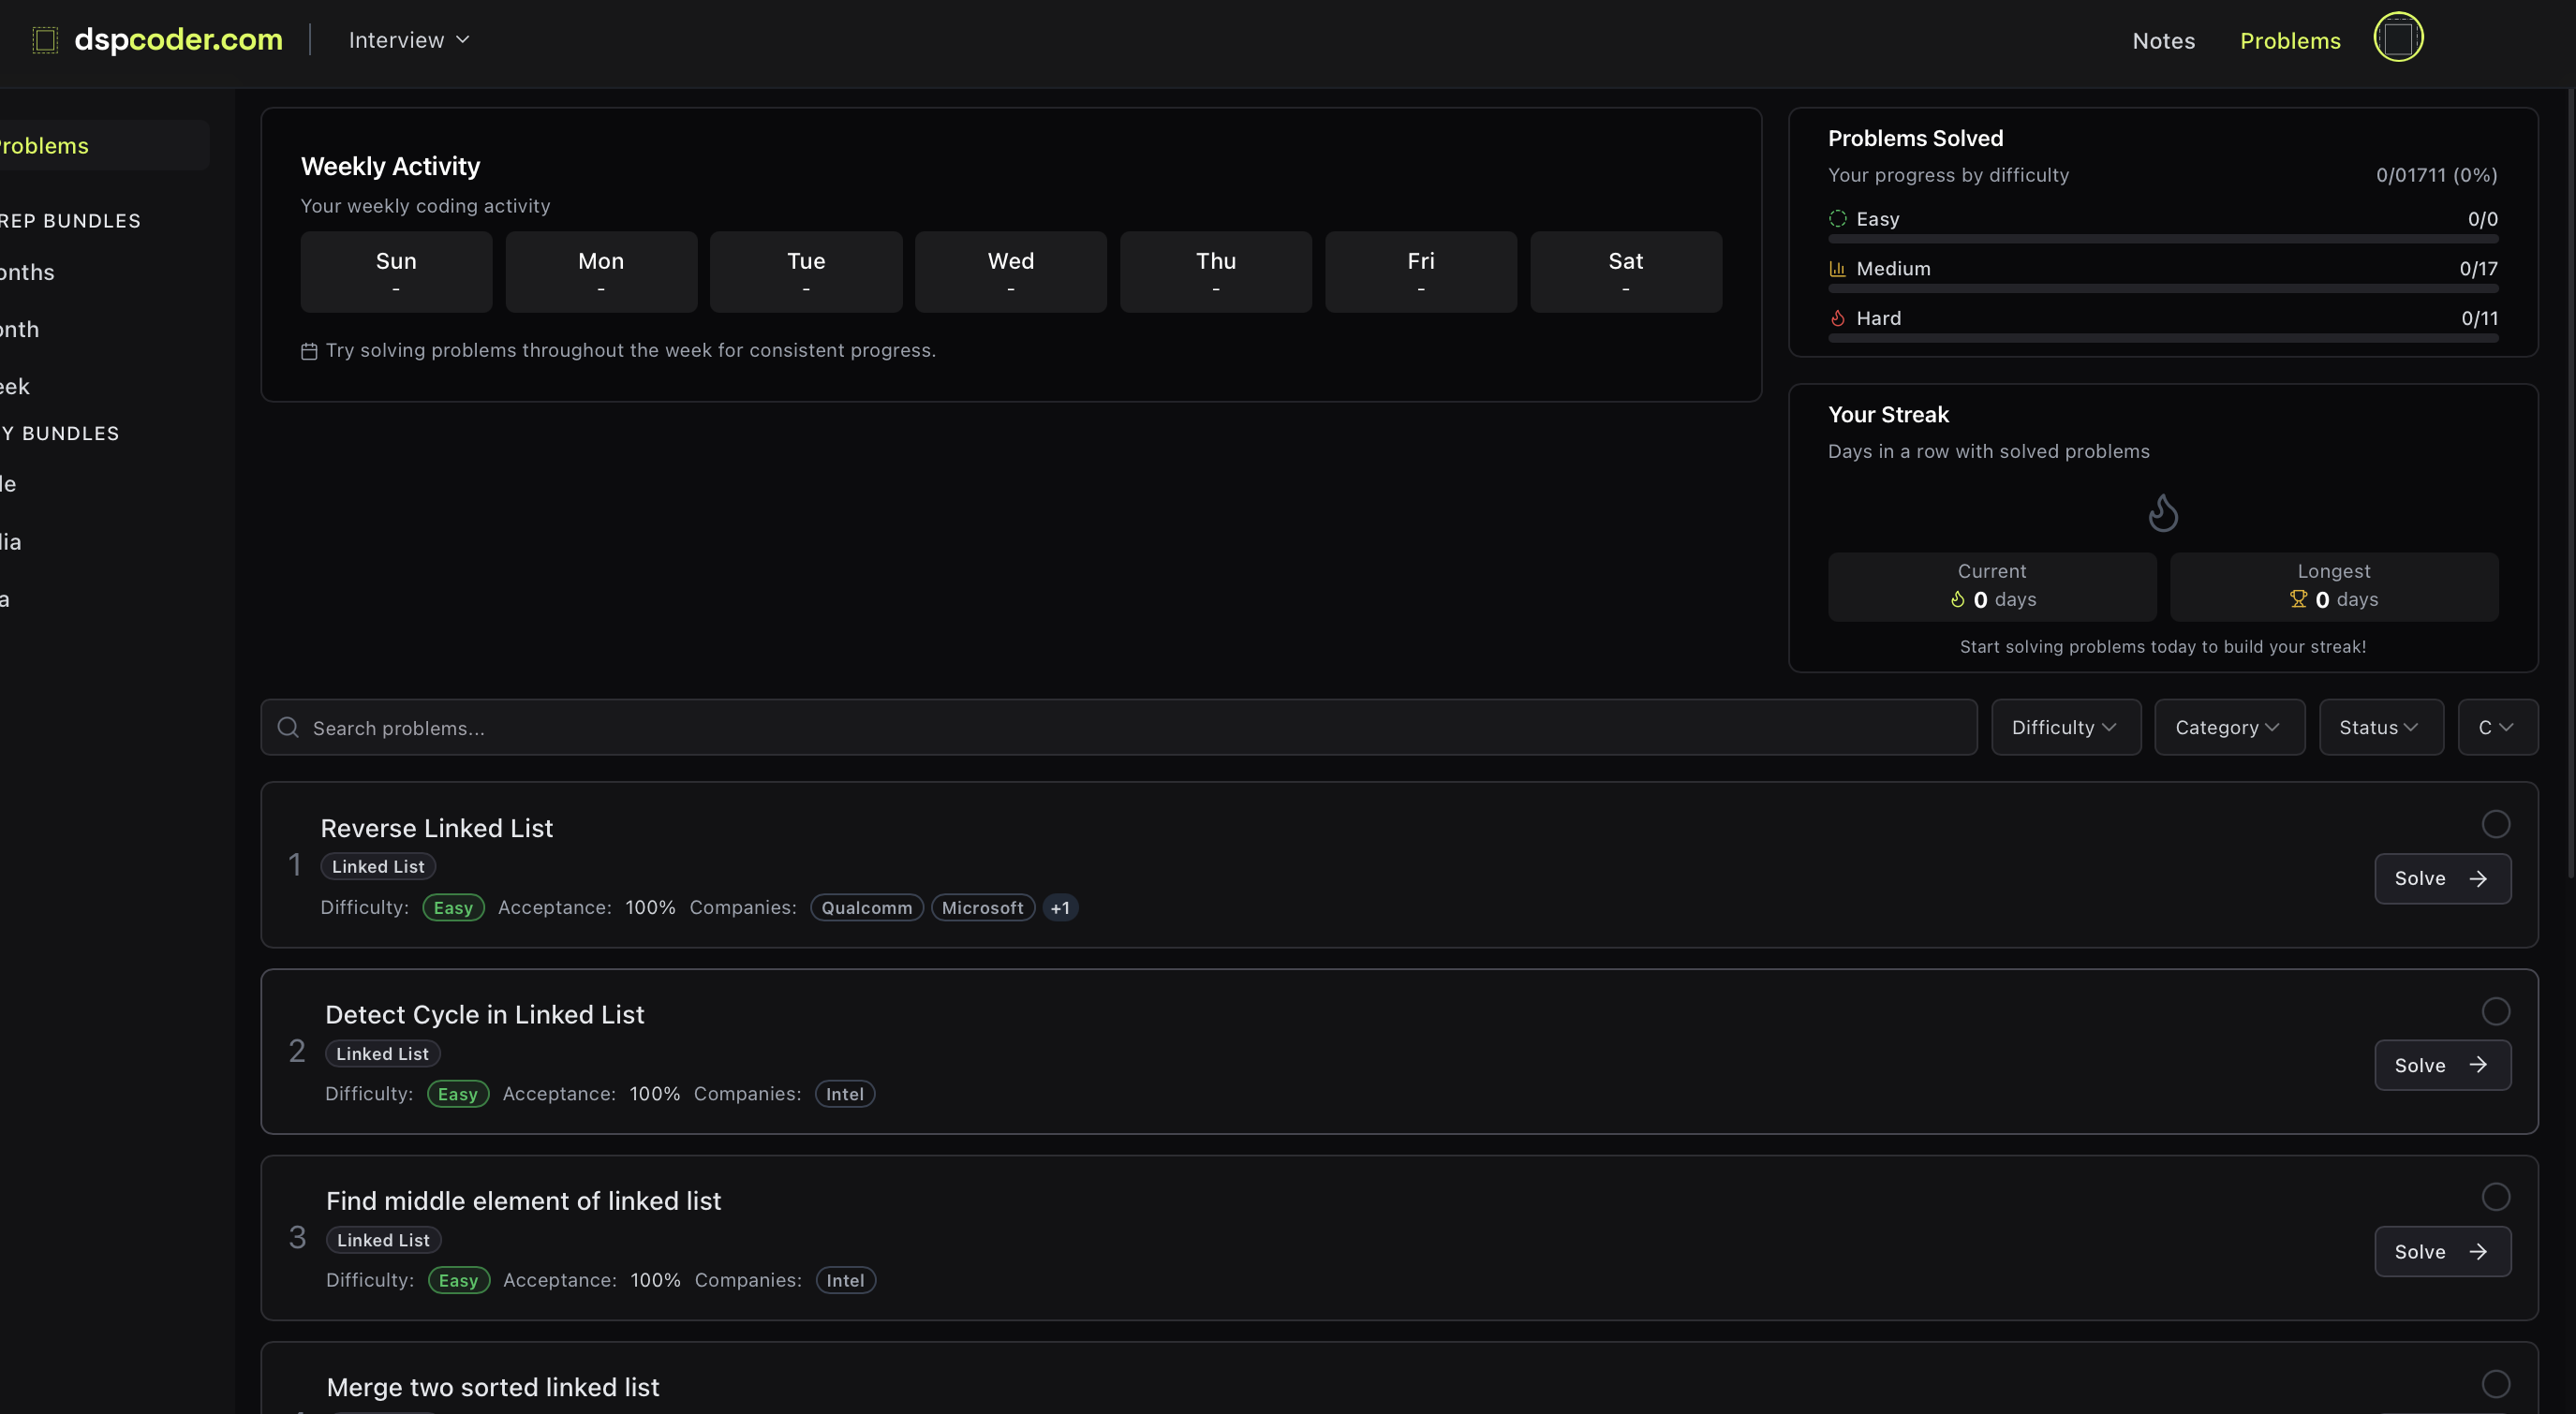 dspcoder.com
Interview
Notes
Problems
roblems
REP BUNDLES
onths
onth
eek
Y BUNDLES
le
lia
a
Weekly Activity
Your weekly coding activity
Sun Mon Tue Wed Thu Fri Sat
- - - - - - -
Try solving problems throughout the week for consistent progress.
Problems Solved
Your progress by difficulty 0/01711 (0%)
Easy 0/0
Medium 0/17
Hard 0/11
Your Streak
Days in a row with solved problems
Current Longest
0 days 0 days
Start solving problems today to build your streak!
Search problems... Difficulty Category Status C
1
Reverse Linked List
Linked List
Difficulty: Easy Acceptance: 100% Companies: Qualcomm Microsoft +1
Solve
2
Detect Cycle in Linked List
Linked List
Difficulty: Easy Acceptance: 100% Companies: Intel
Solve
3
Find middle element of linked list
Linked List
Difficulty: Easy Acceptance: 100% Companies: Intel
Solve
Merge two sorted linked list